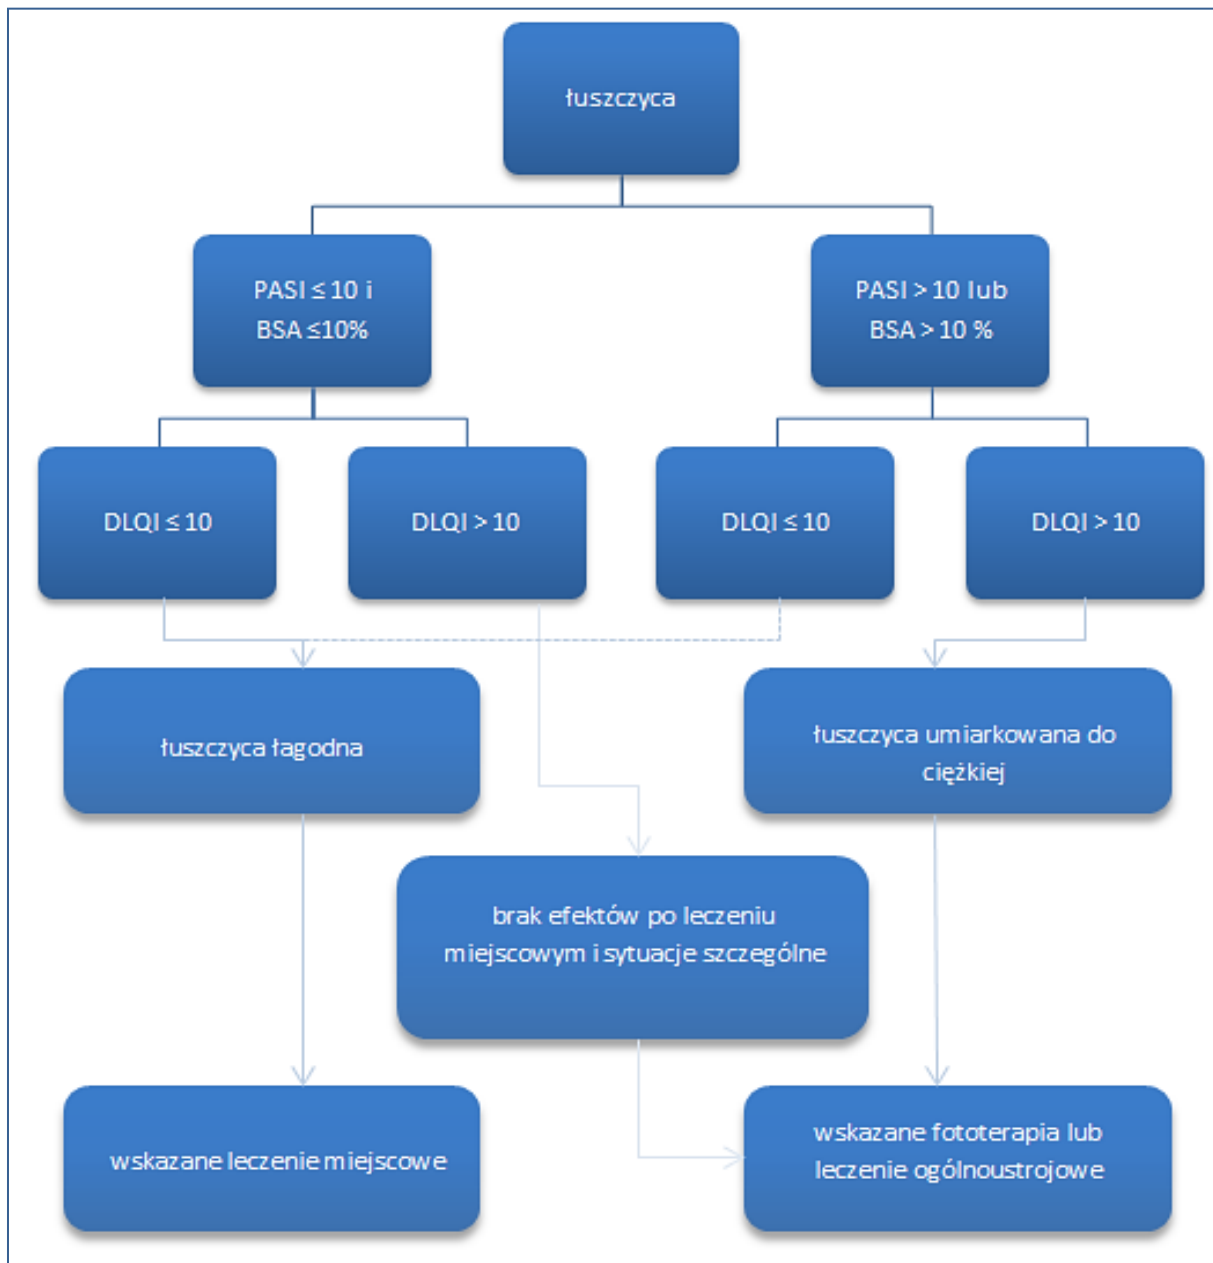 łuszczyca
PASI ≤ 10 i
BSA ≤10%
PASI > 10 lub
BSA > 10 %
DLQI ≤ 10
DLQI > 10
DLQI ≤ 10
DLQI > 10
łuszczyca łagodna
łuszczyca umiarkowana do
ciężkiej
brak efektów po leczeniu
miejscowym i sytuacje szczególne
wskazane leczenie miejscowe
wskazane fototerapia lub
leczenie ogólnoustrojowe